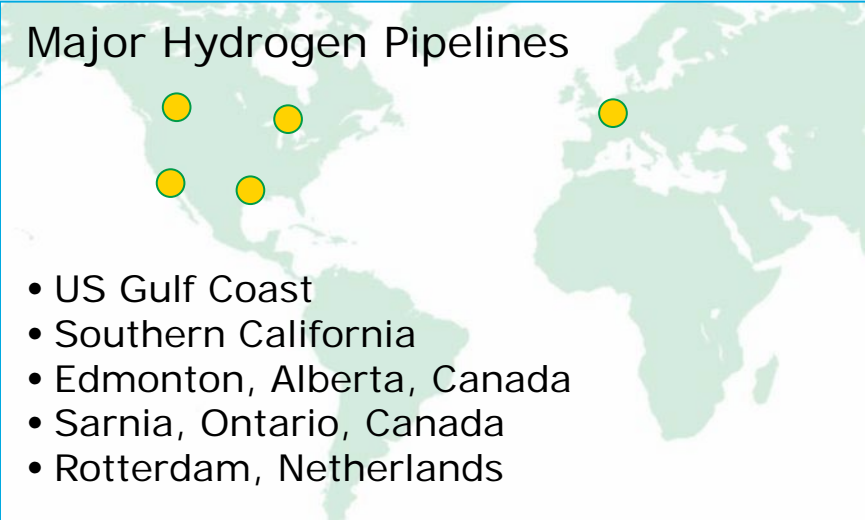 Major Hydrogen Pipelines
• US Gulf Coast
• Southern California
• Edmonton, Alberta, Canada
• Sarnia, Ontario, Canada
• Rotterdam, Netherlands